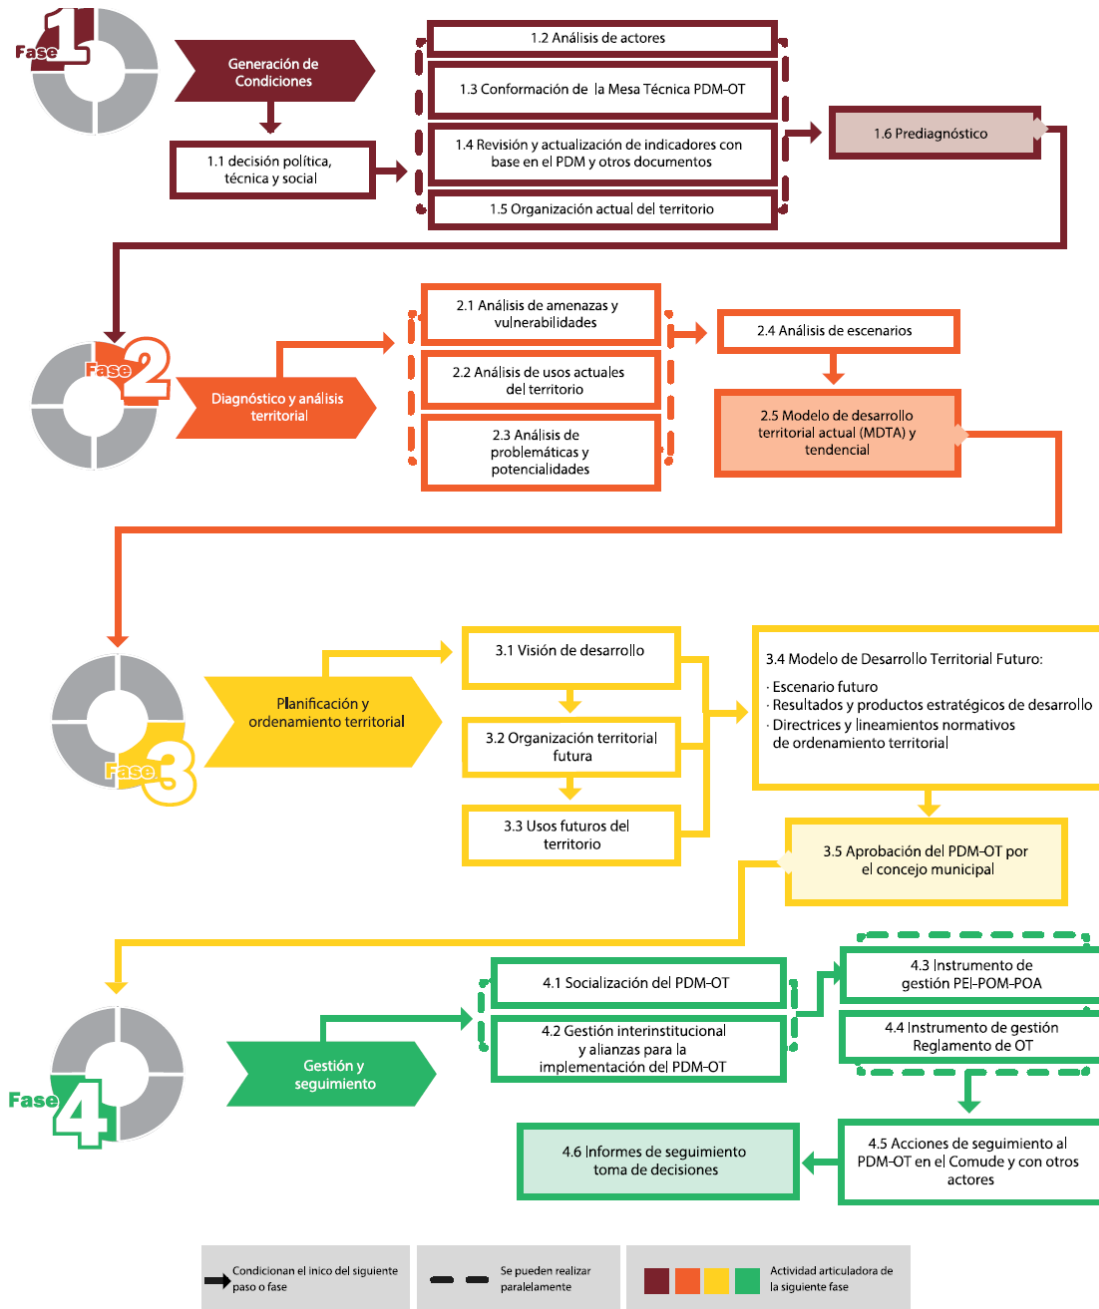 Fase 1
Generación de
Condiciones
1.1 decisión política,
técnica y social
1.2 Análisis de actores
1.3 Conformación de la Mesa Técnica PDM-OT
1.4 Revisión y actualización de indicadores con
base en el PDM y otros documentos
1.5 Organización actual del territorio
1.6 Prediagnóstico
Fase 2
Diagnóstico y análisis
territorial
2.1 Análisis de amenazas y
vulnerabilidades
2.2 Análisis de usos actuales
del territorio
2.3 Análisis de
problemáticas y
potencialidades
2.4 Análisis de escenarios
2.5 Modelo de desarrollo
territorial actual (MDTA) y
tendencial
Fase 3
Planificación y
ordenamiento territorial
3.1 Visión de desarrollo
3.2 Organización territorial
futura
3.3 Usos futuros del
territorio
3.4 Modelo de Desarrollo Territorial Futuro:
· Escenario futuro
· Resultados y productos estratégicos de desarrollo
· Directrices y lineamientos normativos
de ordenamiento territorial
3.5 Aprobación del PDM-OT por
el concejo municipal
Fase 4
Gestión y
seguimiento
4.1 Socialización del PDM-OT
4.2 Gestión interinstitucional
y alianzas para la
implementación del PDM-OT
4.3 Instrumento de
gestión PEI-POM-POA
4.4 Instrumento de gestión
Reglamento de OT
4.5 Acciones de seguimiento al
PDM-OT en el Comude y con otros
actores
4.6 Informes de seguimiento
toma de decisiones
Condicionan el inico del siguiente
paso o fase
Se pueden realizar
paralelamente
Actividad articuladora de
la siguiente fase